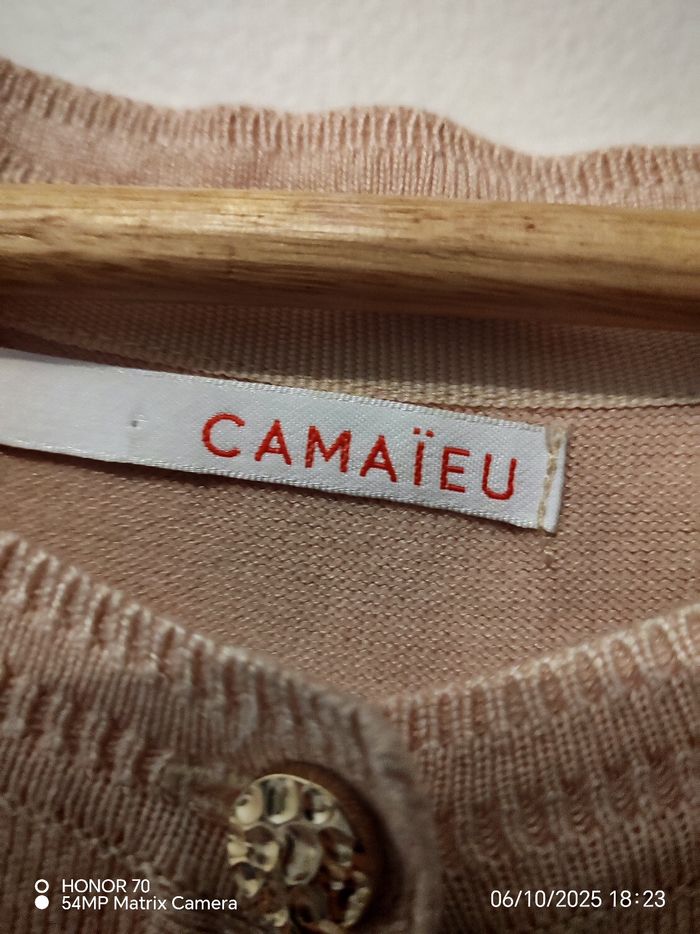 CAMAÏEU
HONOR 70
54MP Matrix Camera
06/10/2025 18:23